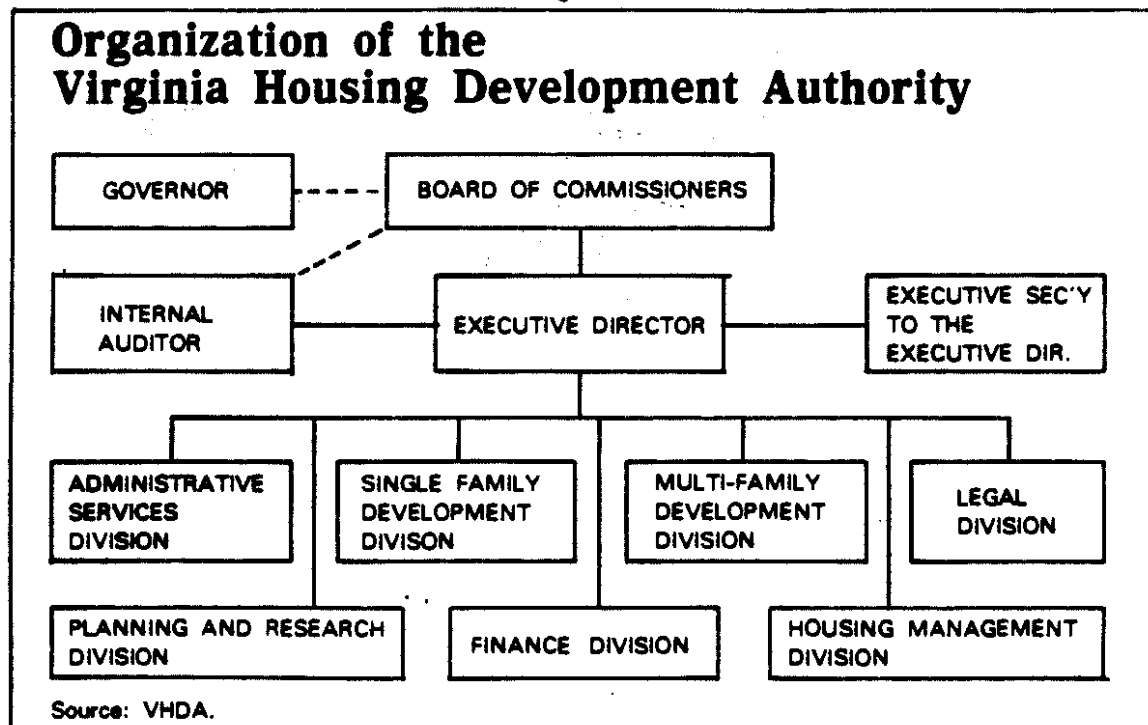 Organization of the
Virginia Housing Development Authority
GOVERNOR
BOARD OF COMMISSIONERS
INTERNAL
AUDITOR
EXECUTIVE DIRECTOR
EXECUTIVE SEC'Y
TO THE
EXECUTIVE DIR.
ADMINISTRATIVE
SERVICES
DIVISION
SINGLE FAMILY
DEVELOPMENT
DIVISON
MULTI-FAMILY
DEVELOPMENT
DIVISION
LEGAL
DIVISION
PLANNING AND RESEARCH
DIVISION
FINANCE DIVISION
HOUSING MANAGEMENT
DIVISION
Source: VHDA.